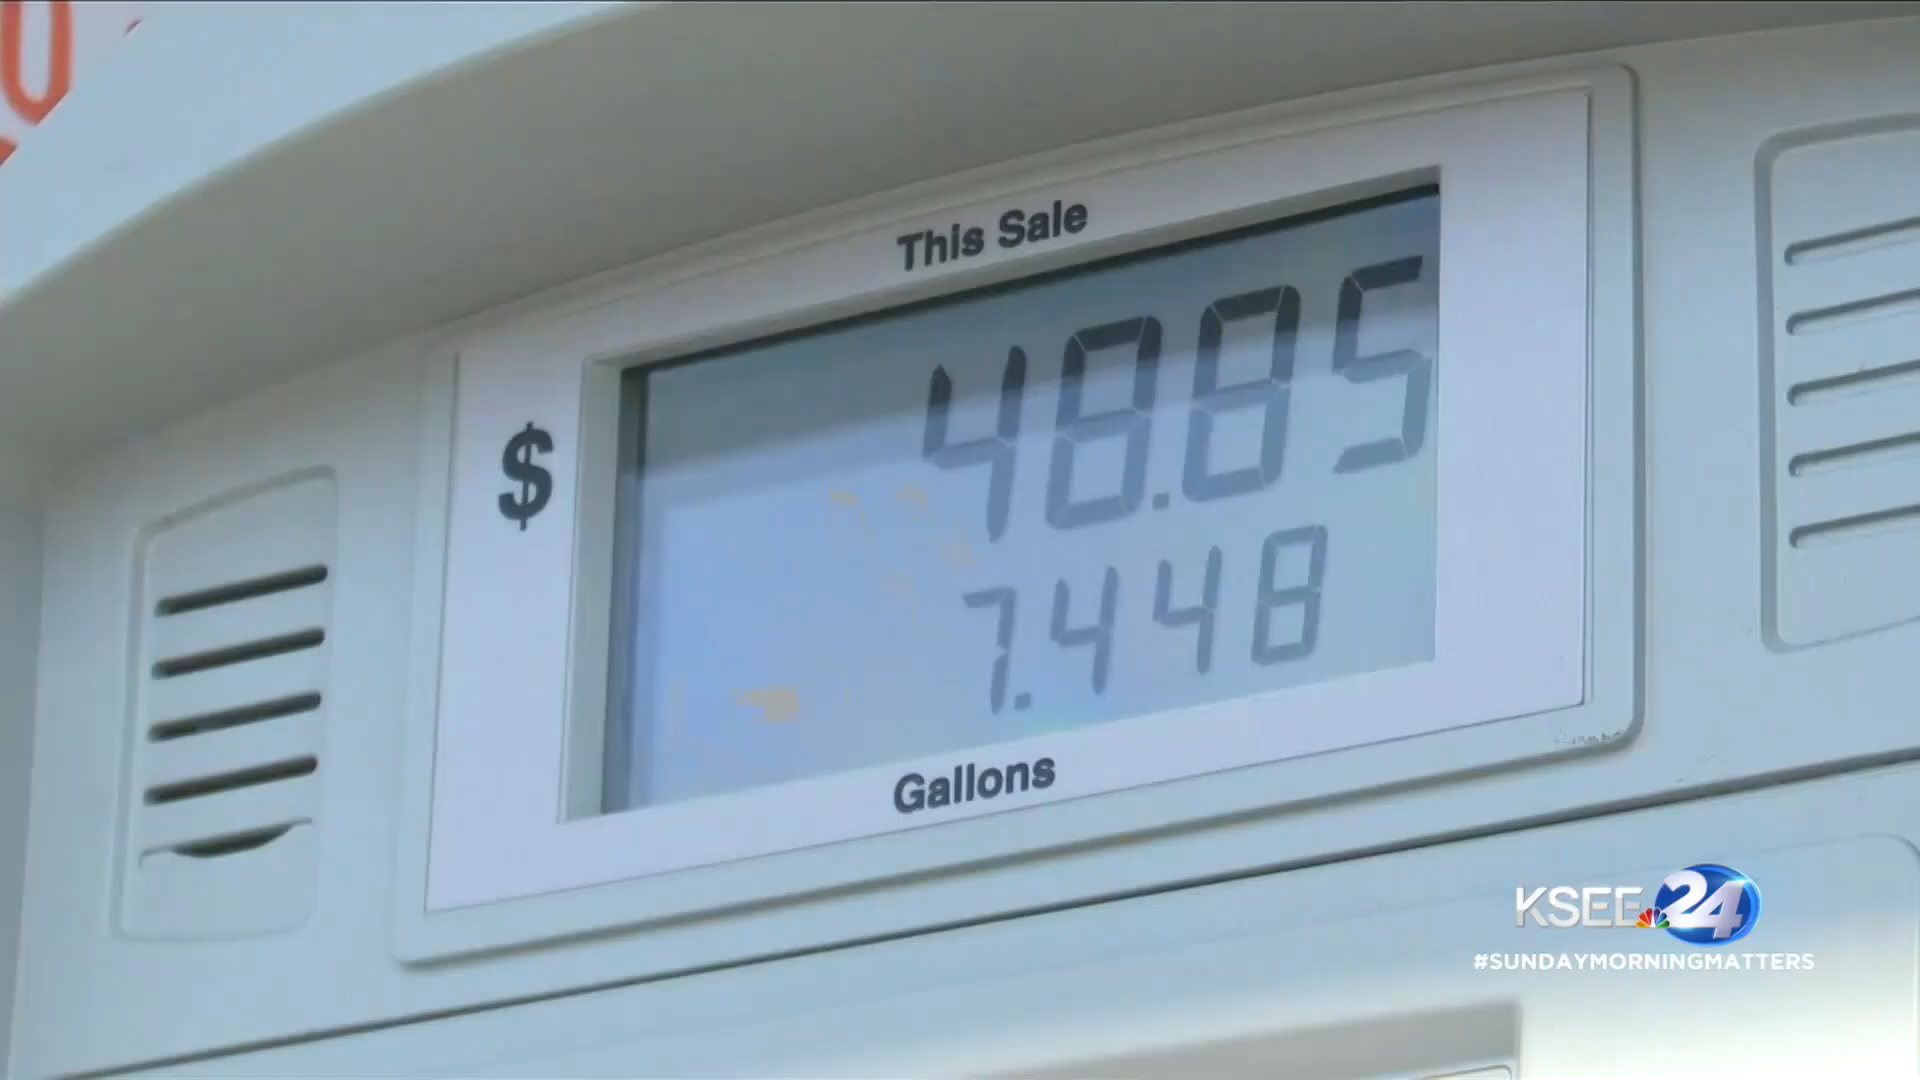 This Sale
$
48.85
7.448
Gallons
KSEE 24
#SUNDAYMORNINGMATTERS